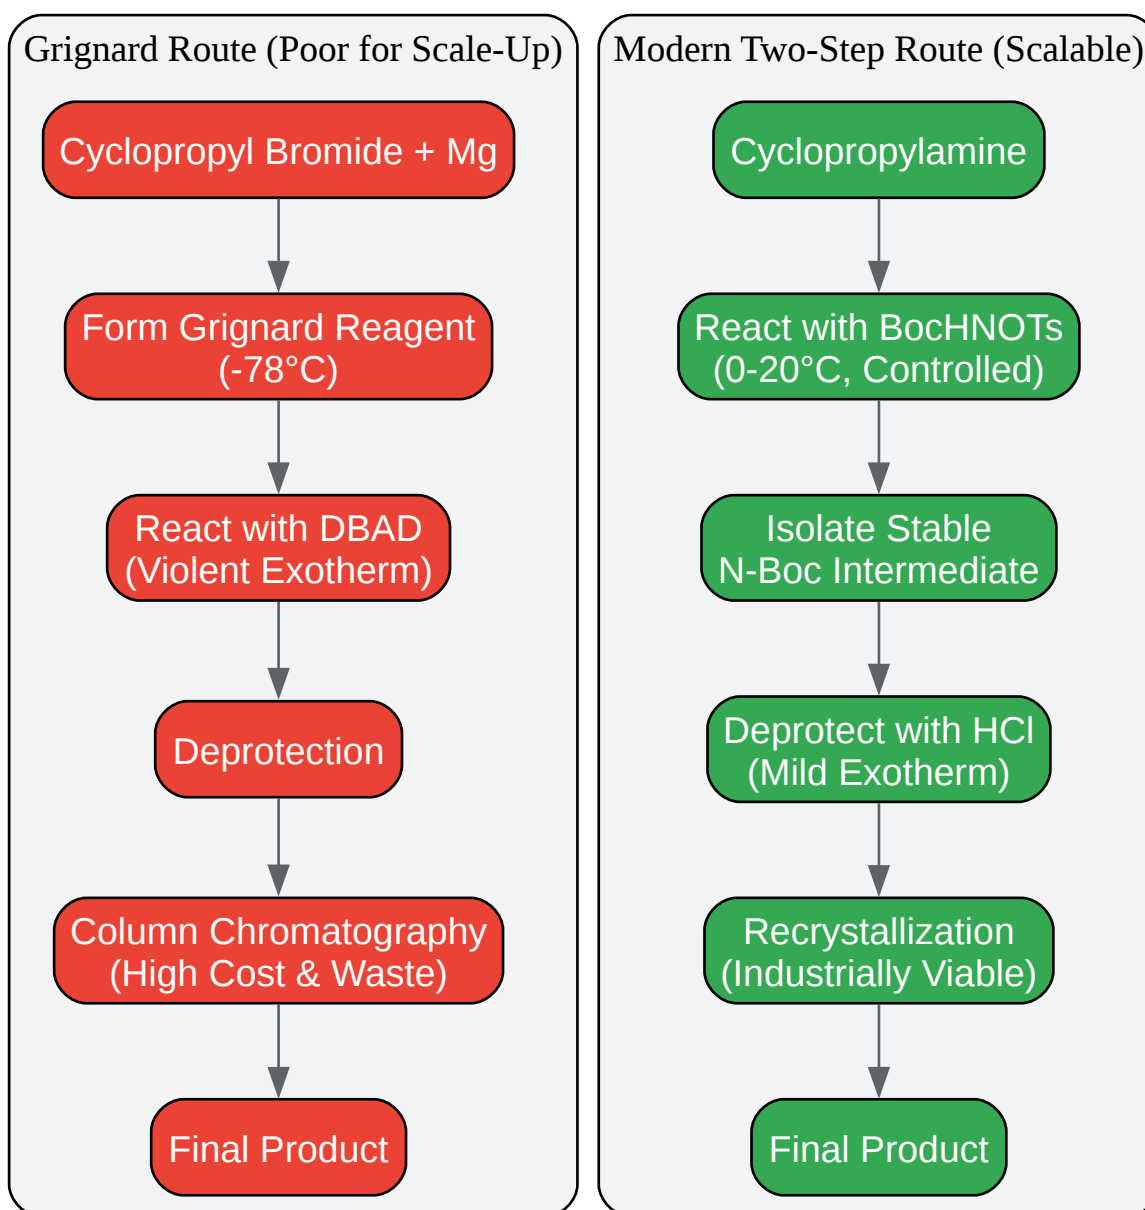 Grignard Route (Poor for Scale-Up)
Cyclopropyl Bromide + Mg
Form Grignard Reagent
(-78°C)
React with DBAD
(Violent Exotherm)
Deprotection
Column Chromatography
(High Cost & Waste)
Final Product
Modern Two-Step Route (Scalable)
Cyclopropylamine
React with BocHNOTs
(0-20°C, Controlled)
Isolate Stable
N-Boc Intermediate
Deprotect with HCl
(Mild Exotherm)
Recrystallization
(Industrially Viable)
Final Product